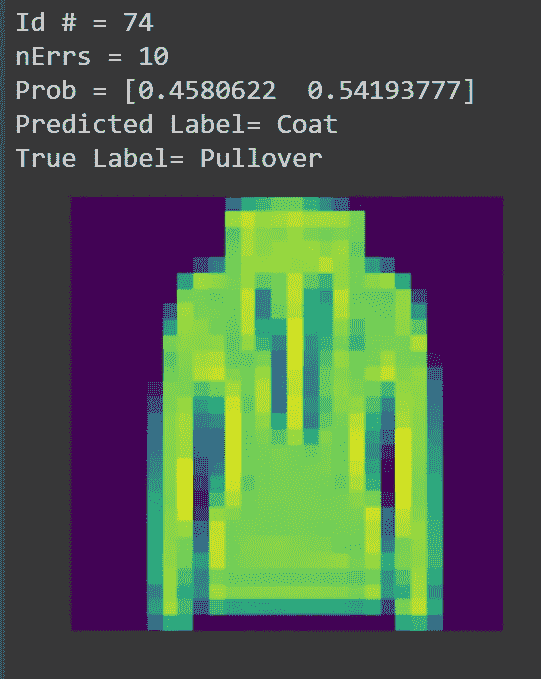 Id # = 74
nErrs = 10
Prob = [0.4580622  0.54193777]
Predicted Label= Coat
True Label= Pullover